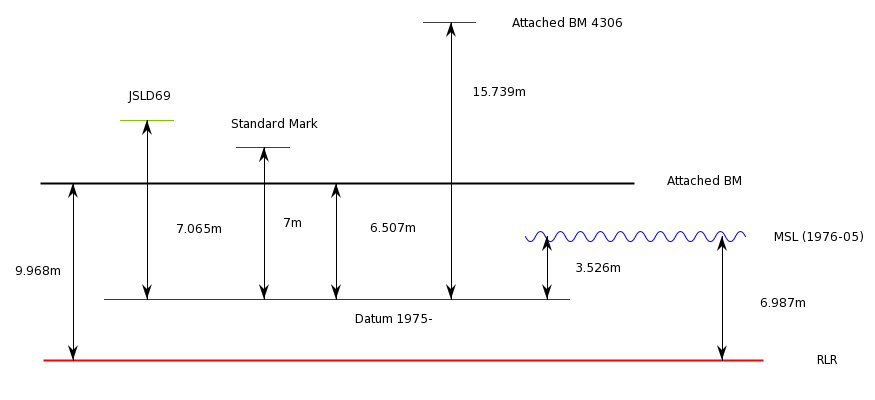 Attached BM 4306
15.739m
JSLD69
Standard Mark
Attached BM
7.065m
7m
6.507m
MSL (1976-05)
9.968m
3.526m
6.987m
Datum 1975-
RLR